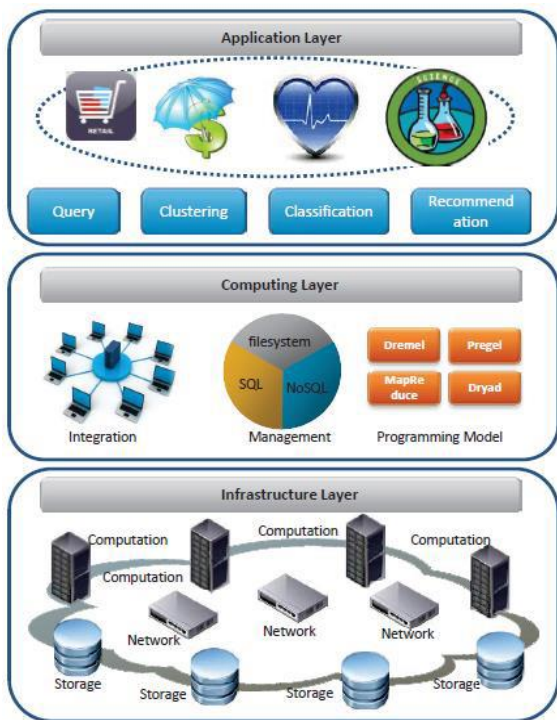 Application Layer
RETAIL
SCIENCE
Query
Clustering
Classification
Recommend
ation
Computing Layer
filesystem
SQL
NoSQL
Dremel
Pregel
MapRe
duce
Dryad
Integration
Management
Programming Model
Infrastructure Layer
Computation
Computation
Computation
Computation
Network
Network
Network
Storage
Storage
Storage
Storage